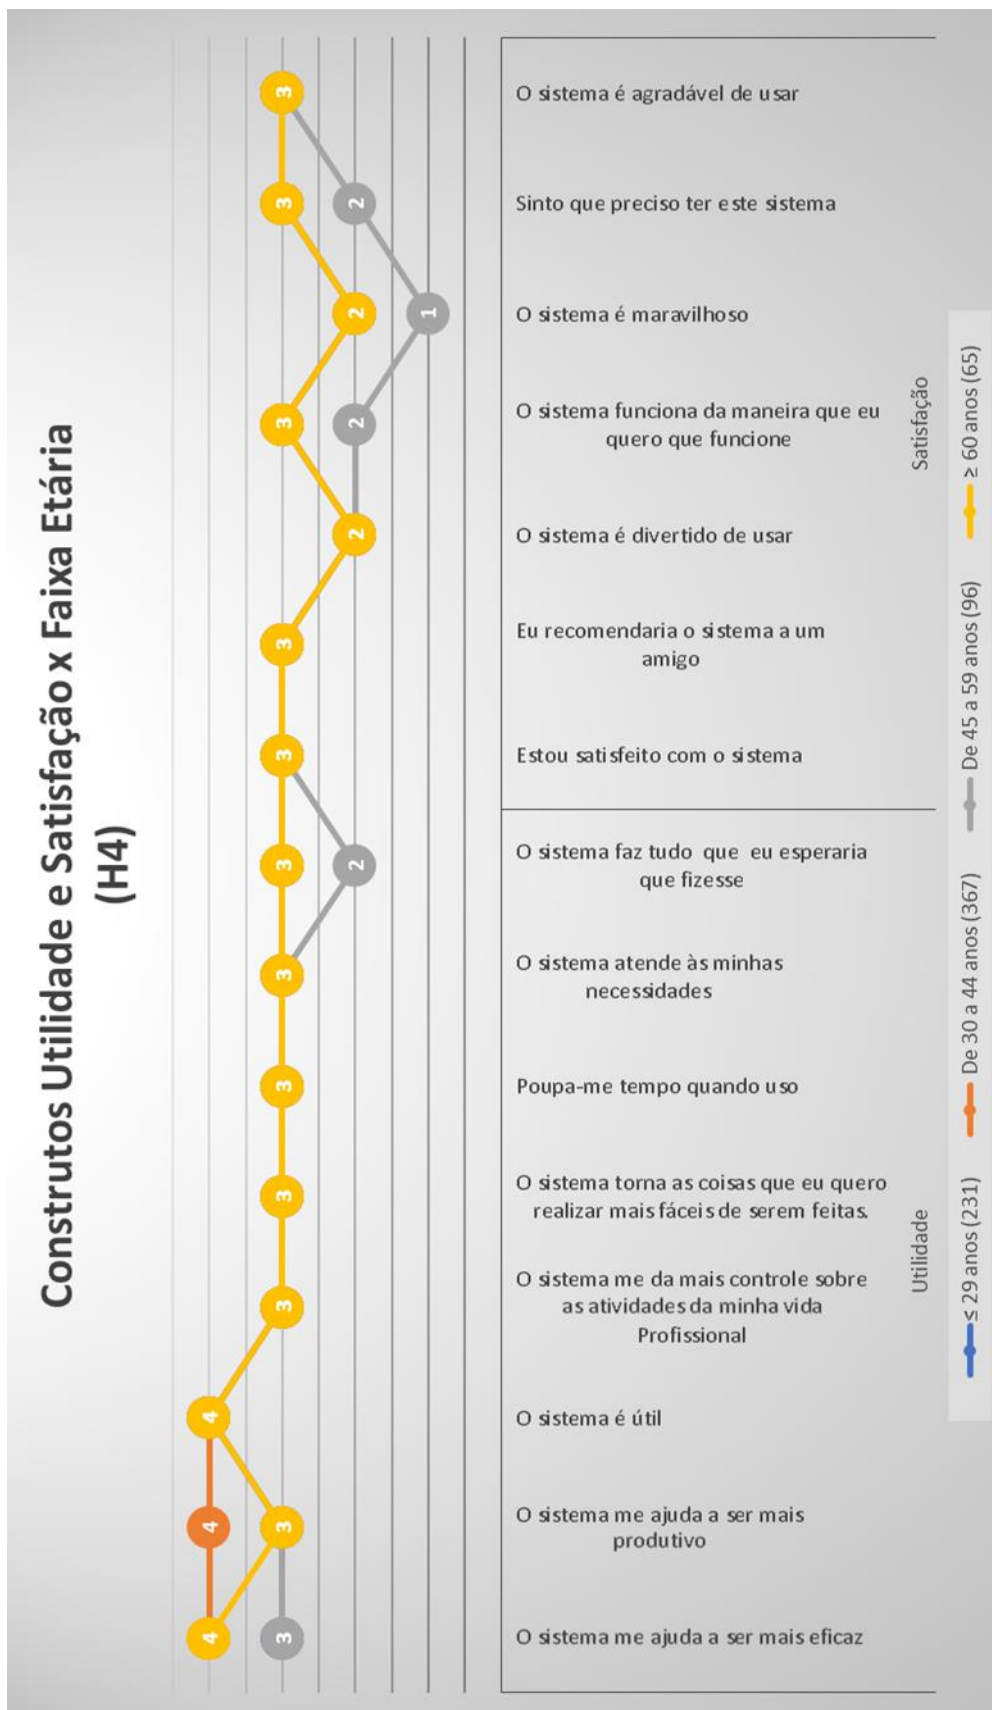 Construtos Utilidade e Satisfação x Faixa Etária
(H4)
3
O sistema é agradável de usar
3
2
Sinto que preciso ter este sistema
2
1
O sistema é maravilhoso
3
2
O sistema funciona da maneira que eu
quero que funcione
2
O sistema é divertido de usar
3
Eu recomendaria o sistema a um
amigo
3
Estou satisfeito com o sistema
Satisfação
3
2
O sistema faz tudo que eu esperaria
que fizesse
3
O sistema atende às minhas
necessidades
3
Poupa-me tempo quando uso
3
O sistema torna as coisas que eu quero
realizar mais fáceis de serem feitas.
3
O sistema me da mais controle sobre
as atividades da minha vida
Profissional
4
O sistema é útil
4
3
O sistema me ajuda a ser mais
produtivo
4
3
O sistema me ajuda a ser mais eficaz
Utilidade
≤ 29 anos (231)
De 30 a 44 anos (367)
De 45 a 59 anos (96)
≥ 60 anos (65)